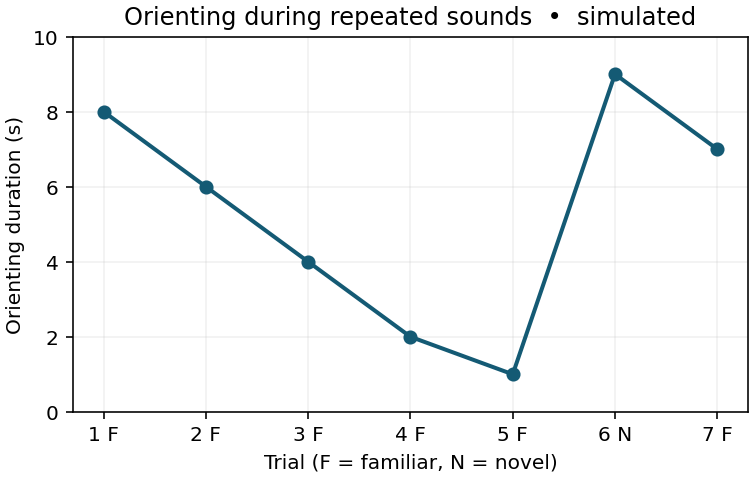 Orienting during repeated sounds • simulated
Orienting duration (s)
10
8
6
4
2
0
1 F 2 F 3 F 4 F 5 F 6 N 7 F
Trial (F = familiar, N = novel)